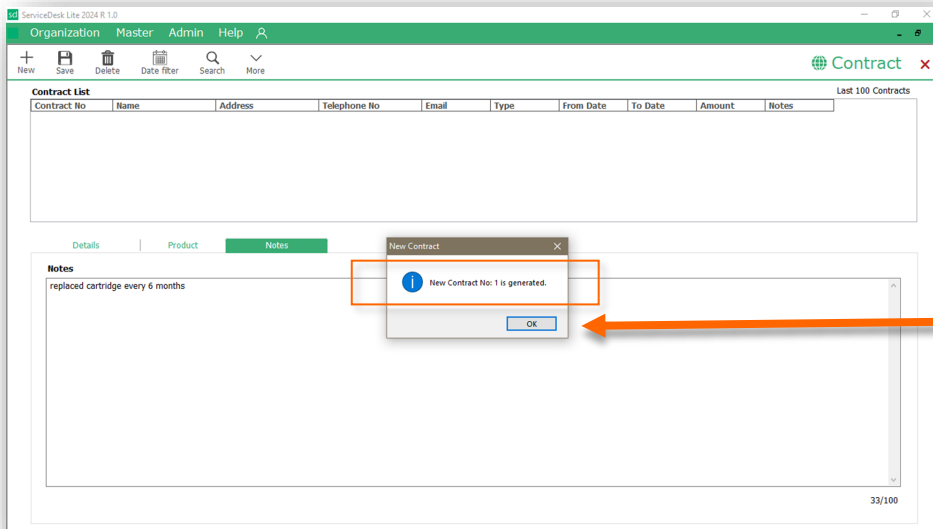 sd ServiceDesk Lite 2024 R 1.0
Organization Master Admin Help
New Save Delete Date filter Search More
Contract
Contract List Last 100 Contracts
Contract No Name Address Telephone No Email Type From Date To Date Amount Notes
Details Product Notes
New Contract
New Contract No: 1 is generated.
OK
Notes
replaced cartridge every 6 months
33/100